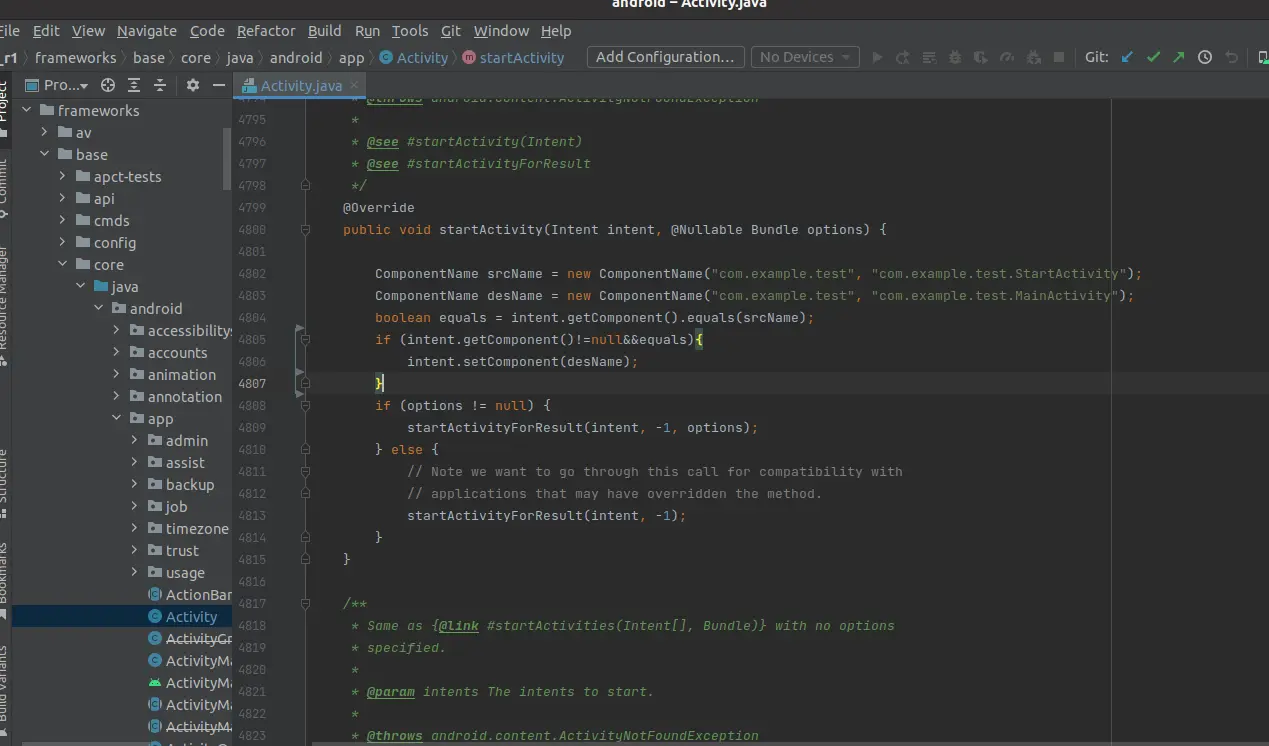 android – Activity.java
File Edit View Navigate Code Refactor Build Run Tools Git Window Help
_r1 frameworks base core java android app Activity startActivity Add Configuration... No Devices Git:
Project
Pro...
Activity.java
frameworks
av
base
apct-tests
api
cmds
config
core
java
android
accessibilitys
accounts
animation
annotation
app
admin
assist
backup
job
timezone
trust
usage
ActionBar
Activity
ActivityGr
ActivityMa
ActivityMa
ActivityMa
ActivityMa
Commit
Resource Manager
Structure
Bookmarks
Build Variants
4794 * @throws android.content.ActivityNotFoundException
4795 *
4796 * @see #startActivity(Intent)
4797 * @see #startActivityForResult
4798 */
4799 @Override
4800 public void startActivity(Intent intent, @Nullable Bundle options) {
4801
4802 ComponentName srcName = new ComponentName("com.example.test", "com.example.test.StartActivity");
4803 ComponentName desName = new ComponentName("com.example.test", "com.example.test.MainActivity");
4804 boolean equals = intent.getComponent().equals(srcName);
4805 if (intent.getComponent()!=null&&equals){
4806 intent.setComponent(desName);
4807 }
4808 if (options != null) {
4809 startActivityForResult(intent, -1, options);
4810 } else {
4811 // Note we want to go through this call for compatibility with
4812 // applications that may have overridden the method.
4813 startActivityForResult(intent, -1);
4814 }
4815 }
4816
4817 /**
4818 * Same as {@link #startActivities(Intent[], Bundle)} with no options
4819 * specified.
4820 *
4821 * @param intents The intents to start.
4822 *
4823 * @throws android.content.ActivityNotFoundException